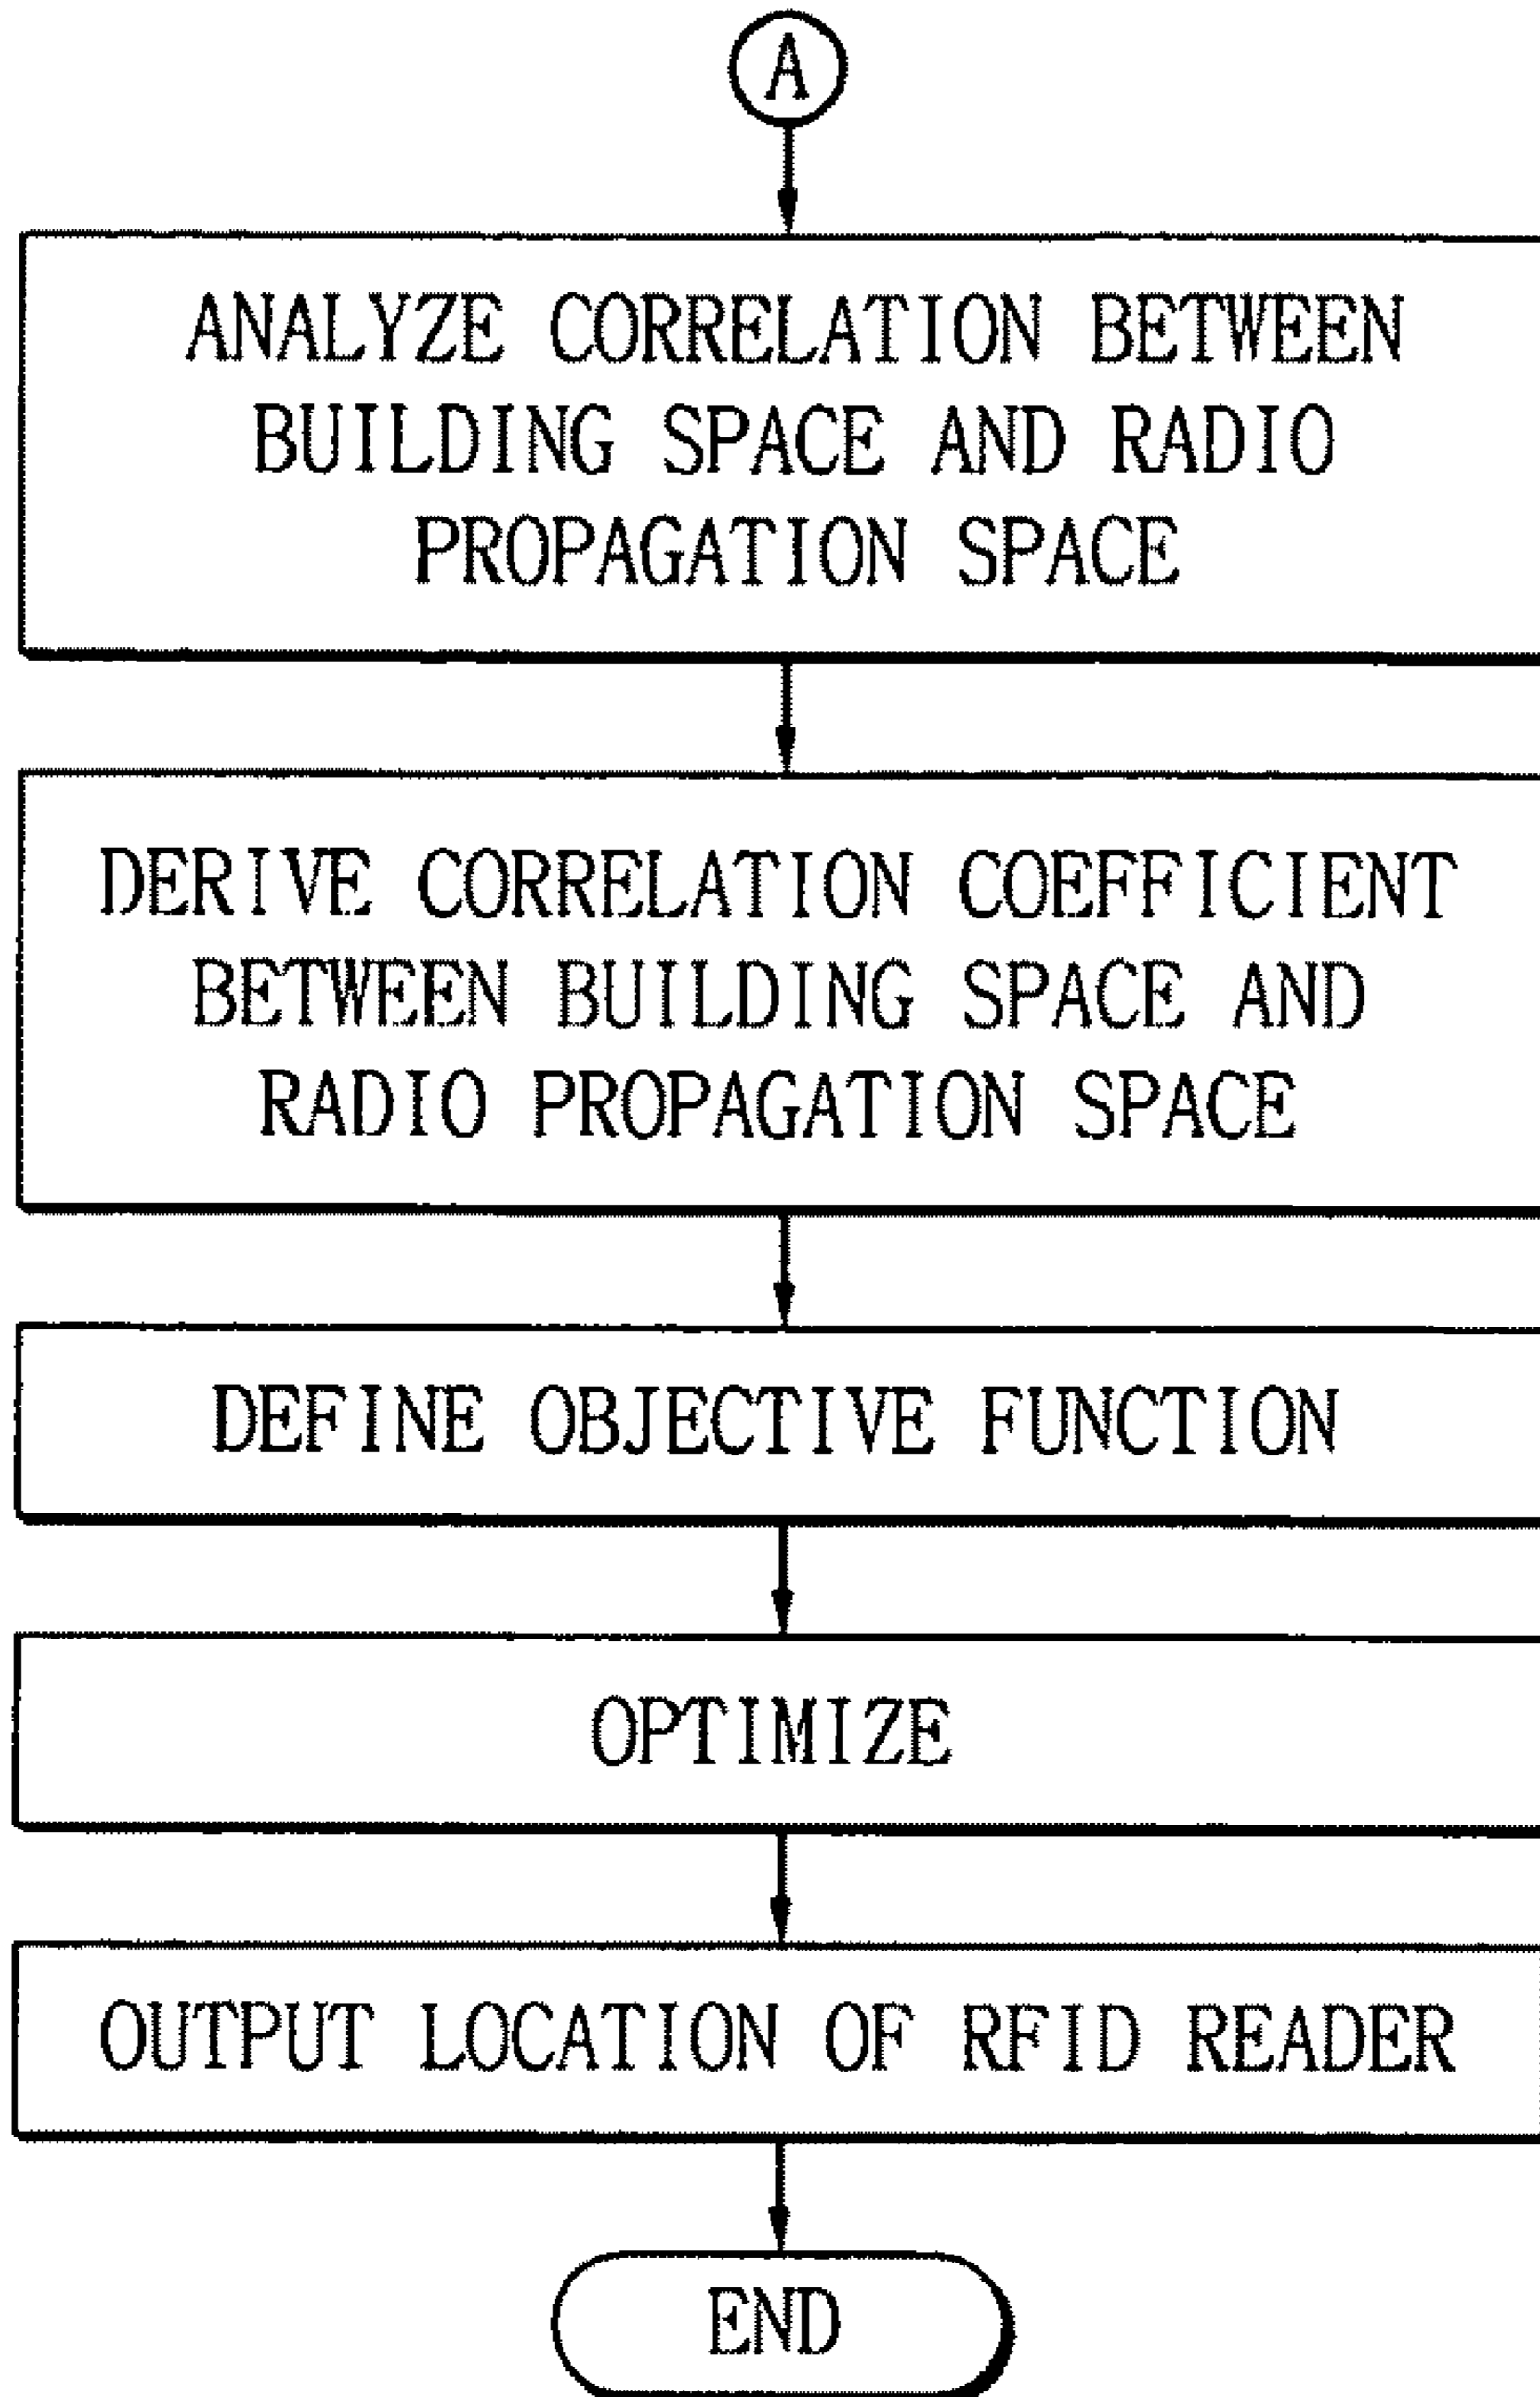 A
ANALYZE CORRELATION BETWEEN
BUILDING SPACE AND RADIO
PROPAGATION SPACE
DERIVE CORRELATION COEFFICIENT
BETWEEN BUILDING SPACE AND
RADIO PROPAGATION SPACE
DEFINE OBJECTIVE FUNCTION
OPTIMIZE
OUTPUT LOCATION OF RFID READER
END